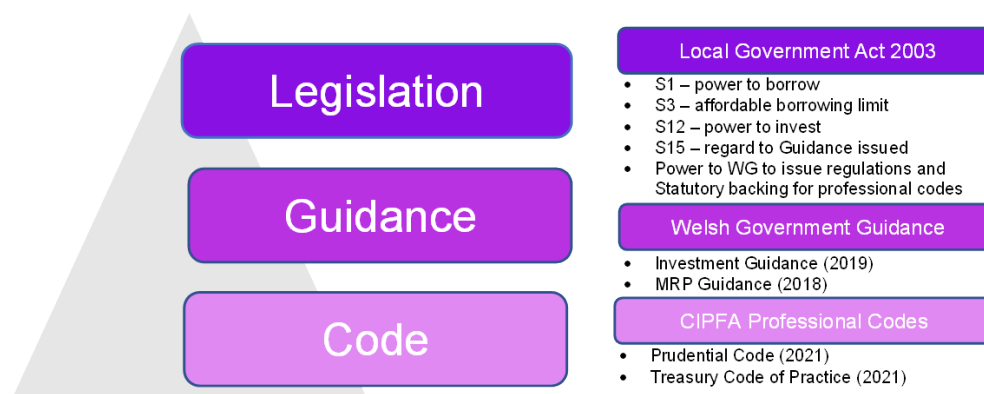 Legislation
Guidance
Code
Local Government Act 2003
• S1 – power to borrow
• S3 – affordable borrowing limit
• S12 – power to invest
• S15 – regard to Guidance issued
• Power to WG to issue regulations and
Statutory backing for professional codes
Welsh Government Guidance
• Investment Guidance (2019)
• MRP Guidance (2018)
CIPFA Professional Codes
• Prudential Code (2021)
• Treasury Code of Practice (2021)